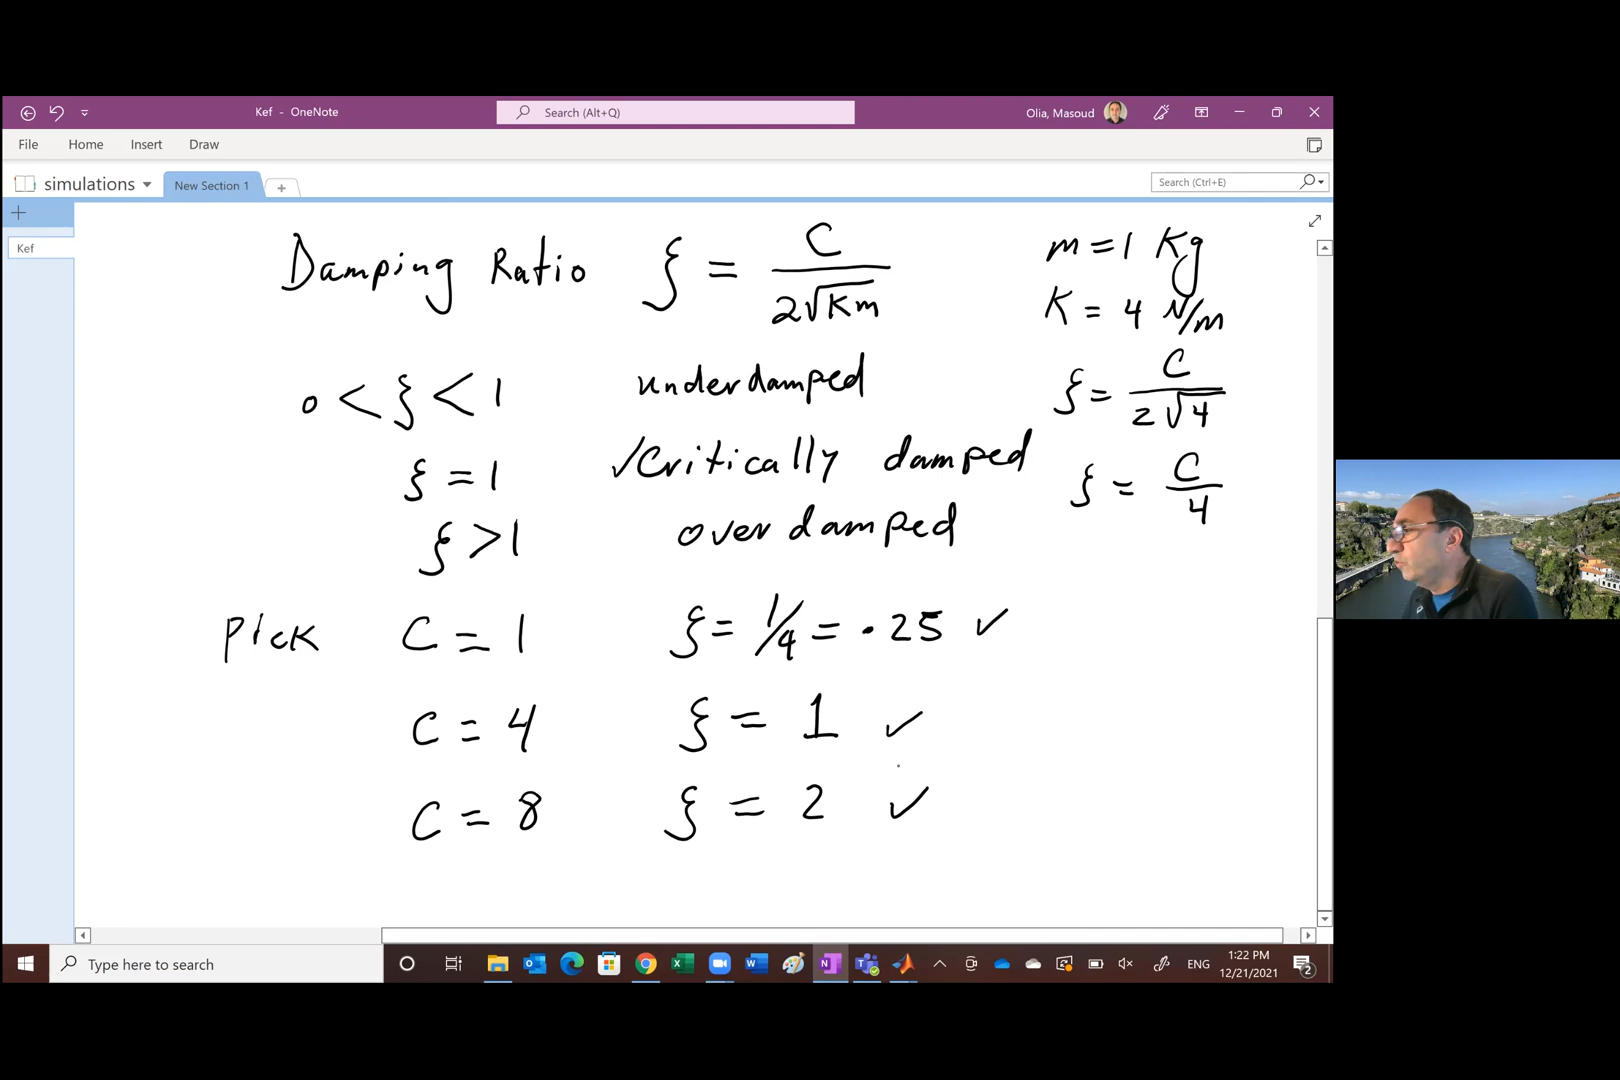 Kef - OneNote
Search (Alt+Q)
Olia, Masoud
File Home Insert Draw
simulations
New Section 1
Search (Ctrl+E)
Kef
Damping Ratio ξ = C / 2√Km
m = 1 Kg
K = 4 N/m
0 < ξ < 1 underdamped
ξ = C / 2√4
ξ = 1 ✓Critically damped
ξ = C / 4
ξ > 1 overdamped
Pick C = 1 ξ = 1/4 = .25 ✓
C = 4 ξ = 1 ✓
C = 8 ξ = 2 ✓
Type here to search
ENG
1:22 PM
12/21/2021
2